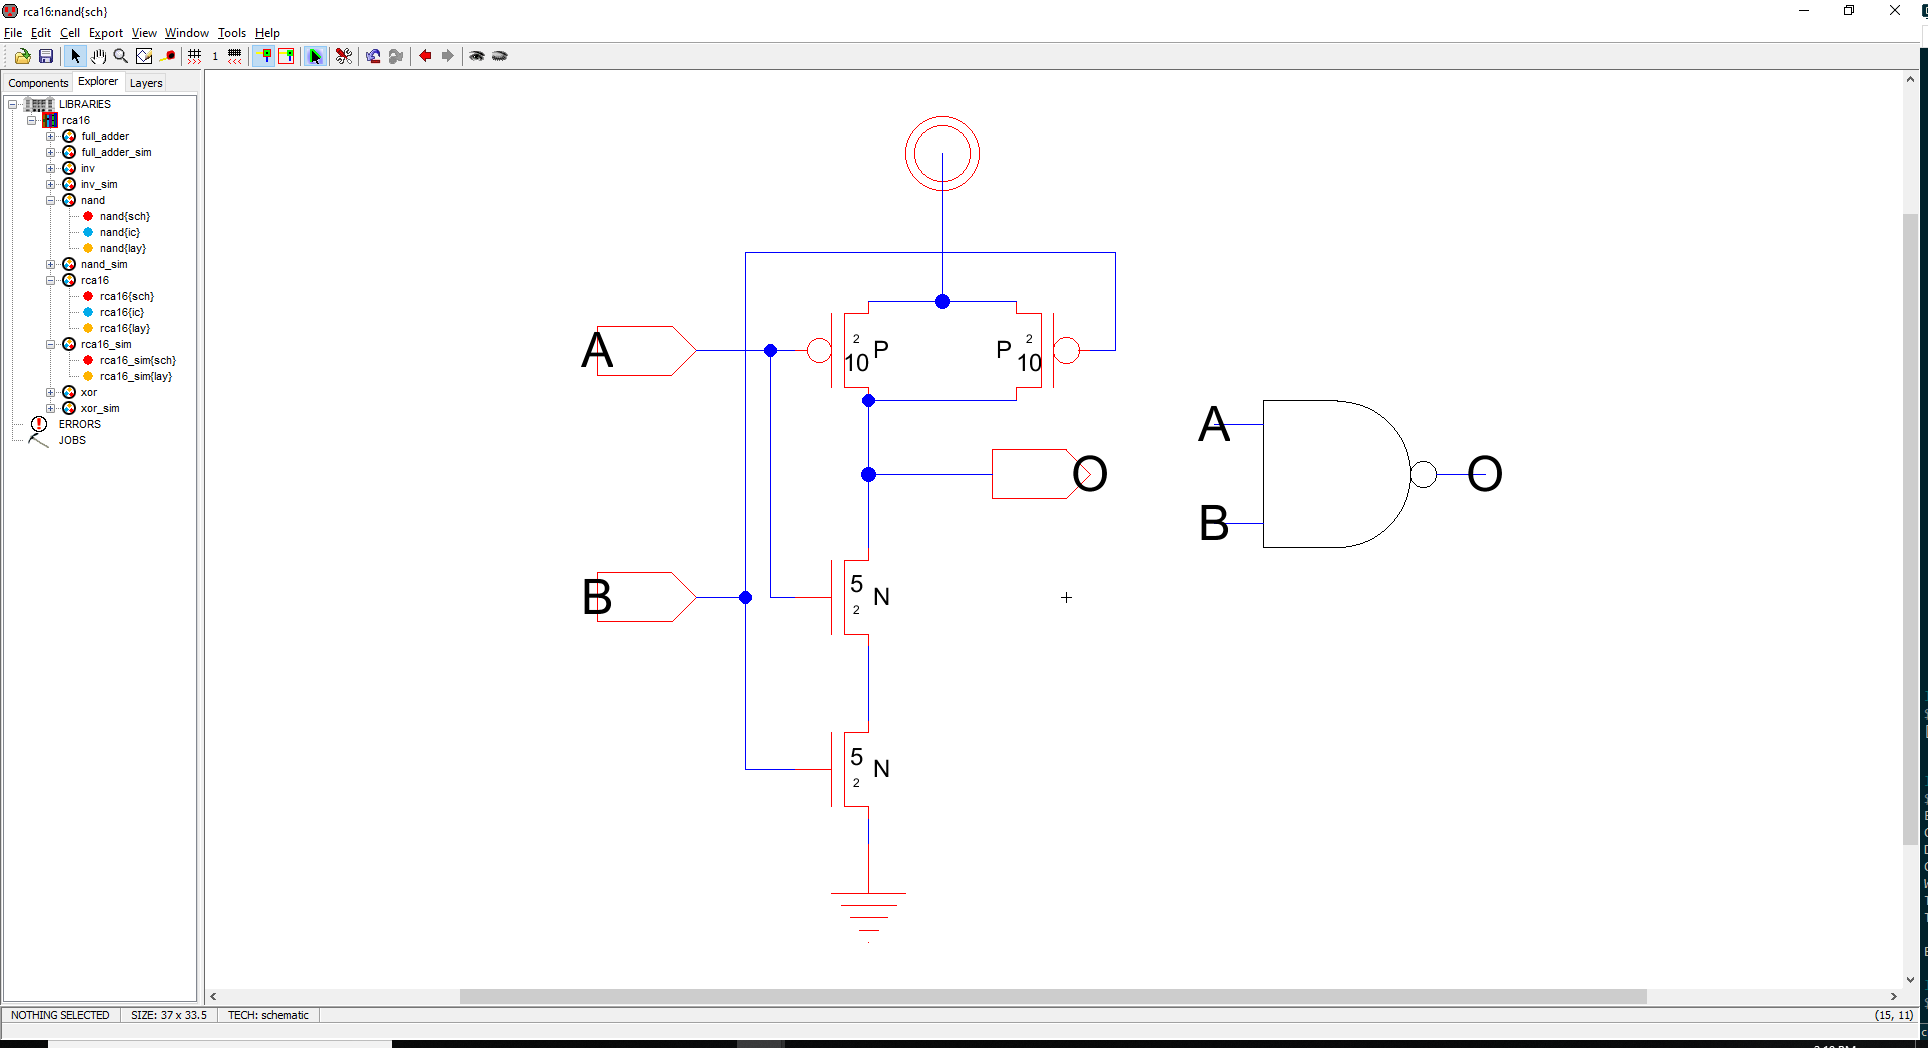 rca16:nand{sch}
File Edit Cell Export View Window Tools Help
1
Components Explorer Layers
LIBRARIES
rca16
full_adder
full_adder_sim
inv
inv_sim
nand
nand{sch}
nand{ic}
nand{lay}
nand_sim
rca16
rca16{sch}
rca16{ic}
rca16{lay}
rca16_sim
rca16_sim{sch}
rca16_sim{lay}
xor
xor_sim
ERRORS
JOBS
A
2
10
P
P
2
10
O
B
5
2
N
5
2
N
A
B
O
NOTHING SELECTED SIZE: 37 x 33.5 TECH: schematic (15, 11)